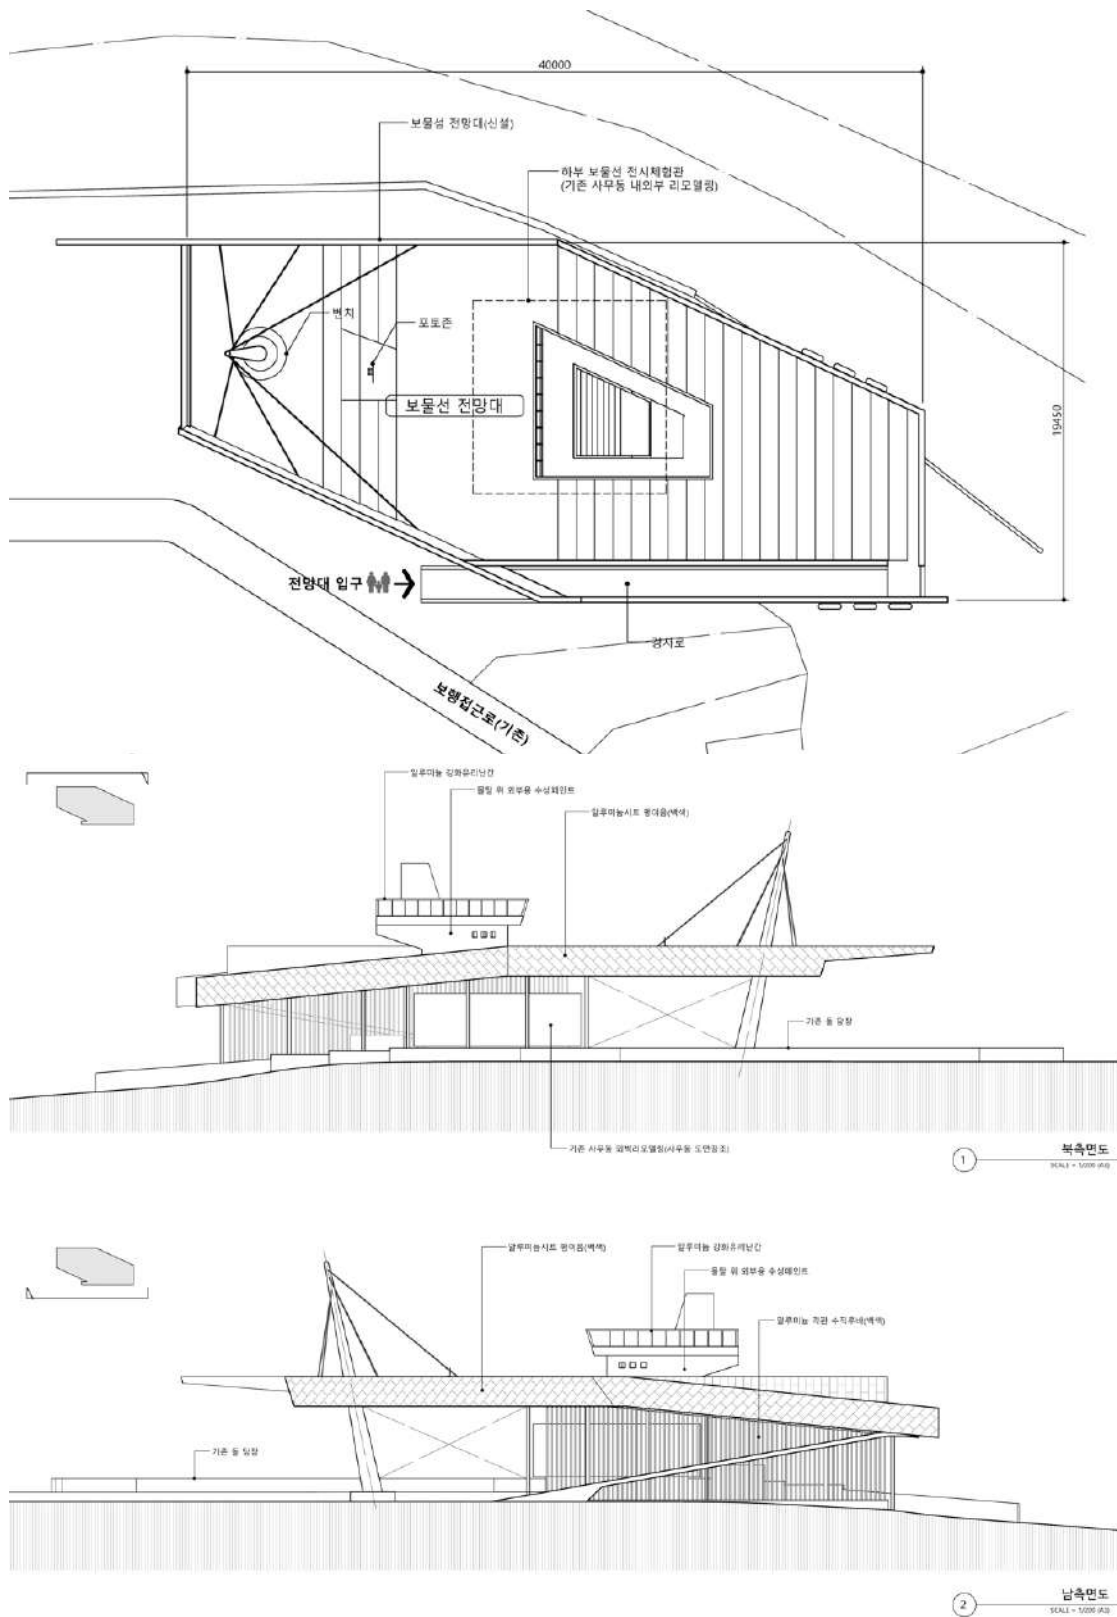 40000
보물섬 전망대(신설)
하부 보물선 전시체험관
(기존 사무동 내외부 리모델링)
벤치
포토존
보물선 전망대
19450
전망대 입구
경사로
보행접근로(기존)
알루미늄 강화유리난간
몰탈 위 외부용 수성페인트
알루미늄시트 평이음(백색)
기존 돌 담장
기존 사무동 외벽리모델링(사무동 도면참조)
1
북측면도
SCALE = 1/200 (A3)
알루미늄시트 평이음(백색)
알루미늄 강화유리난간
몰탈 위 외부용 수성페인트
알루미늄 각관 수직루버(백색)
기존 돌 담장
2
남측면도
SCALE = 1/200 (A3)